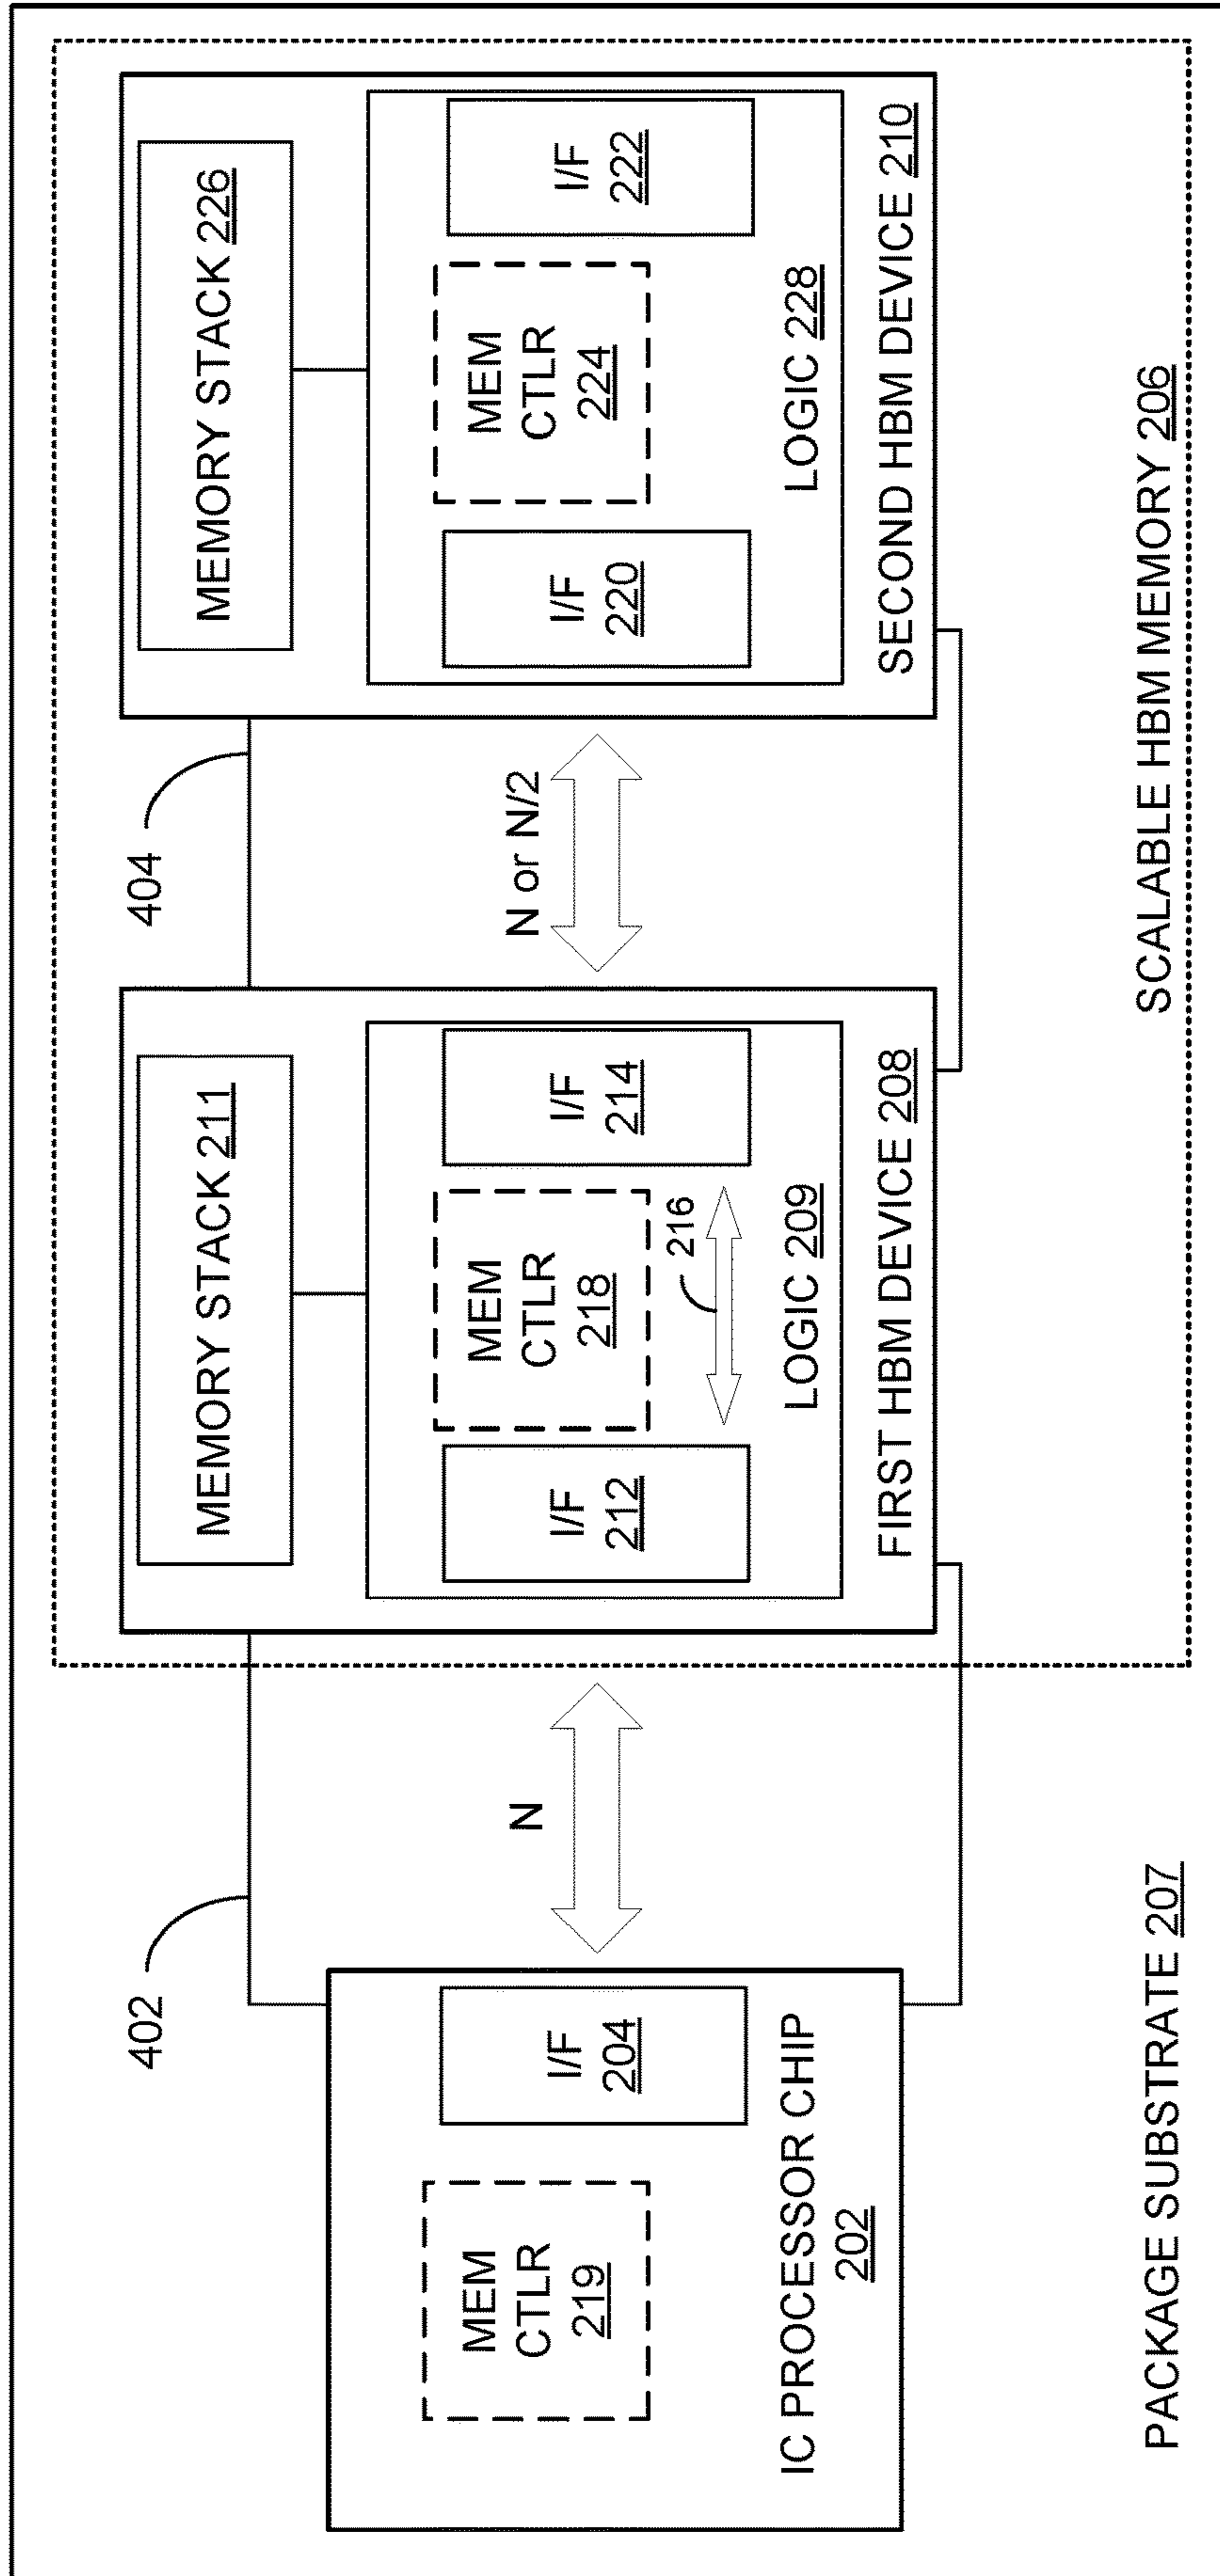 402
N
404
N or N/2
MEM
CTLR
219
I/F
204
IC PROCESSOR CHIP
202
MEMORY STACK 211
I/F
212
MEM
CTLR
218
I/F
214
216
LOGIC 209
FIRST HBM DEVICE 208
MEMORY STACK 226
I/F
220
MEM
CTLR
224
I/F
222
LOGIC 228
SECOND HBM DEVICE 210
SCALABLE HBM MEMORY 206
PACKAGE SUBSTRATE 207